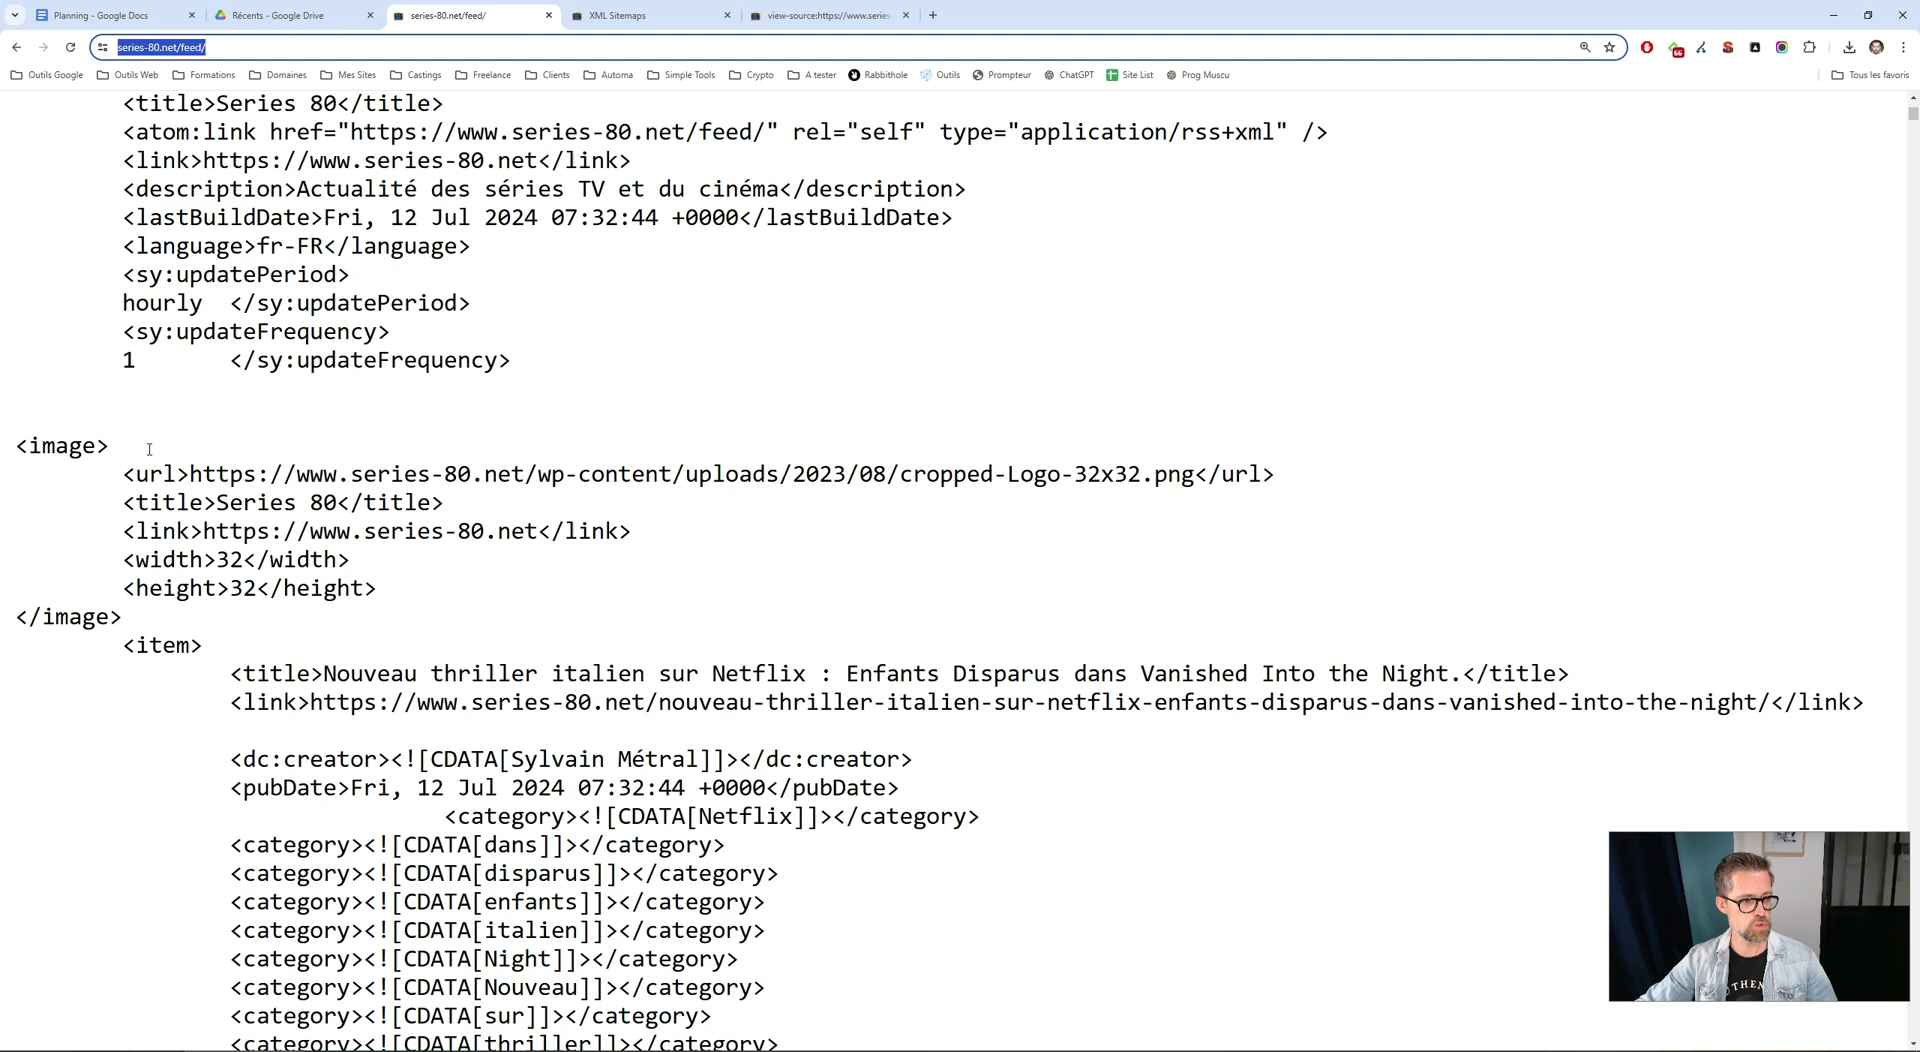 Planning - Google Docs
Récents - Google Drive
series-80.net/feed/
XML Sitemaps
view-source:https://www.series-
series-80.net/feed/
66
Outils Google
Outils Web
Formations
Domaines
Mes Sites
Castings
Freelance
Clients
Automa
Simple Tools
Crypto
A tester
Rabbithole
Outils
Prompteur
ChatGPT
Site List
Prog Muscu
Tous les favoris
<title>Series 80</title>
<atom:link href="https://www.series-80.net/feed/" rel="self" type="application/rss+xml" />
<link>https://www.series-80.net</link>
<description>Actualité des séries TV et du cinéma</description>
<lastBuildDate>Fri, 12 Jul 2024 07:32:44 +0000</lastBuildDate>
<language>fr-FR</language>
<sy:updatePeriod>
hourly </sy:updatePeriod>
<sy:updateFrequency>
1 </sy:updateFrequency>
<image>
<url>https://www.series-80.net/wp-content/uploads/2023/08/cropped-Logo-32x32.png</url>
<title>Series 80</title>
<link>https://www.series-80.net</link>
<width>32</width>
<height>32</height>
</image>
<item>
<title>Nouveau thriller italien sur Netflix : Enfants Disparus dans Vanished Into the Night.</title>
<link>https://www.series-80.net/nouveau-thriller-italien-sur-netflix-enfants-disparus-dans-vanished-into-the-night/</link>
<dc:creator><![CDATA[Sylvain Métral]]></dc:creator>
<pubDate>Fri, 12 Jul 2024 07:32:44 +0000</pubDate>
<category><![CDATA[Netflix]]></category>
<category><![CDATA[dans]]></category>
<category><![CDATA[disparus]]></category>
<category><![CDATA[enfants]]></category>
<category><![CDATA[italien]]></category>
<category><![CDATA[Night]]></category>
<category><![CDATA[Nouveau]]></category>
<category><![CDATA[sur]]></category>
<category><![CDATA[thriller]]></category>